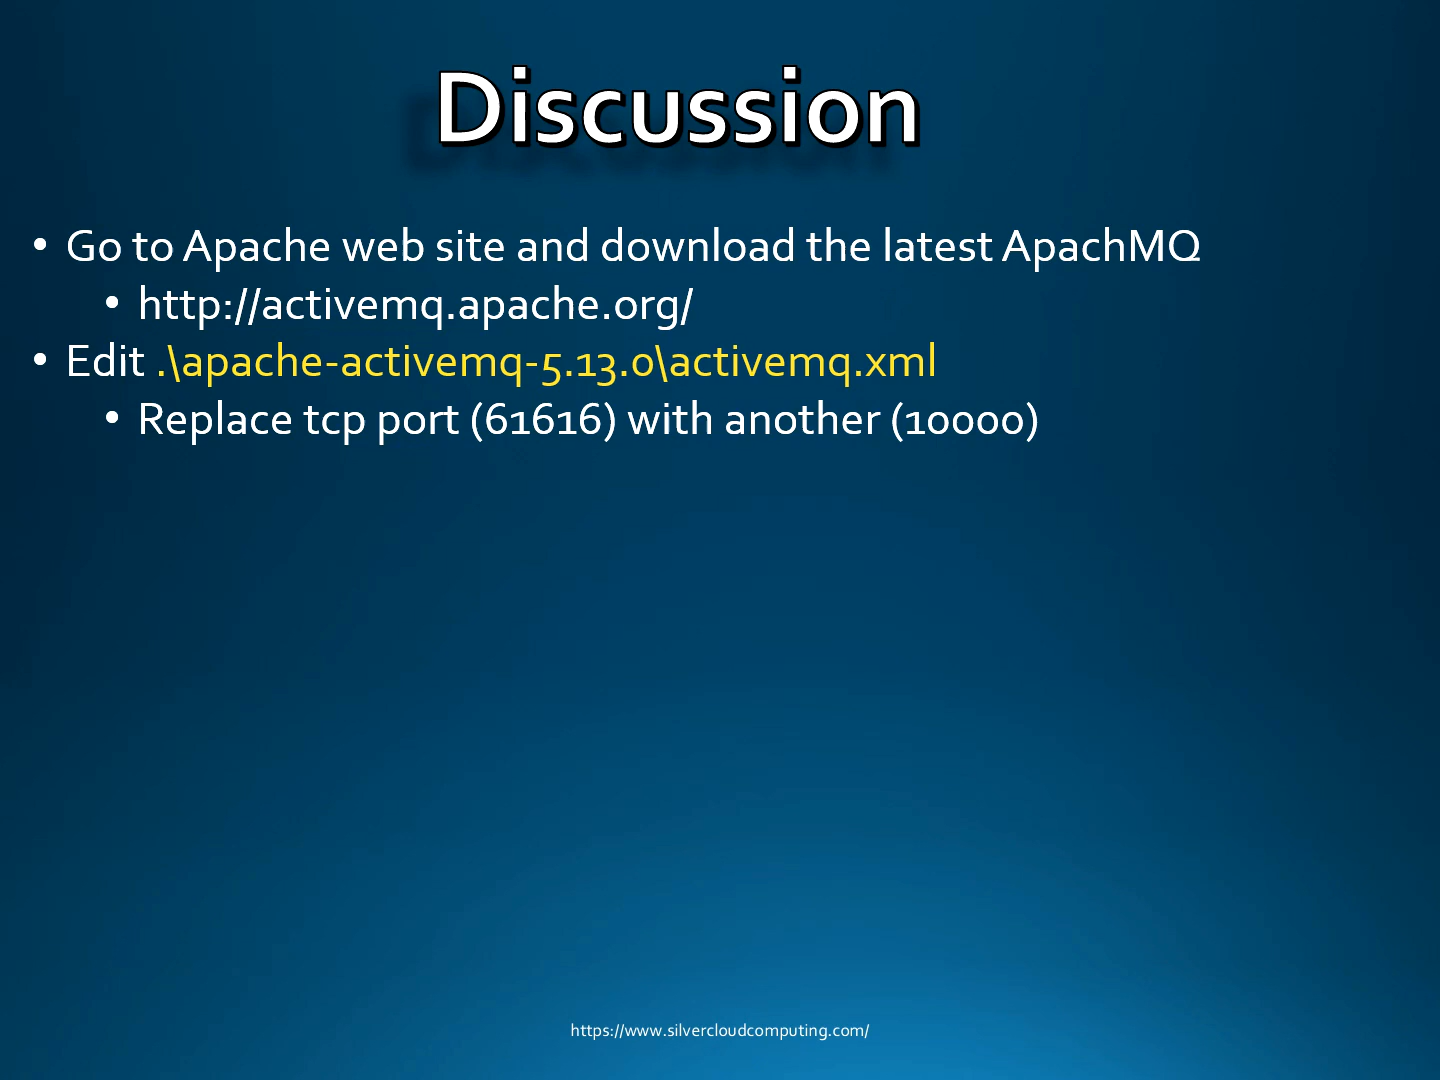 Discussion
• Go to Apache web site and download the latest ApachMQ
• http://activemq.apache.org/
• Edit .\apache-activemq-5.13.0\activemq.xml
• Replace tcp port (61616) with another (10000)
https://www.silvercloudcomputing.com/